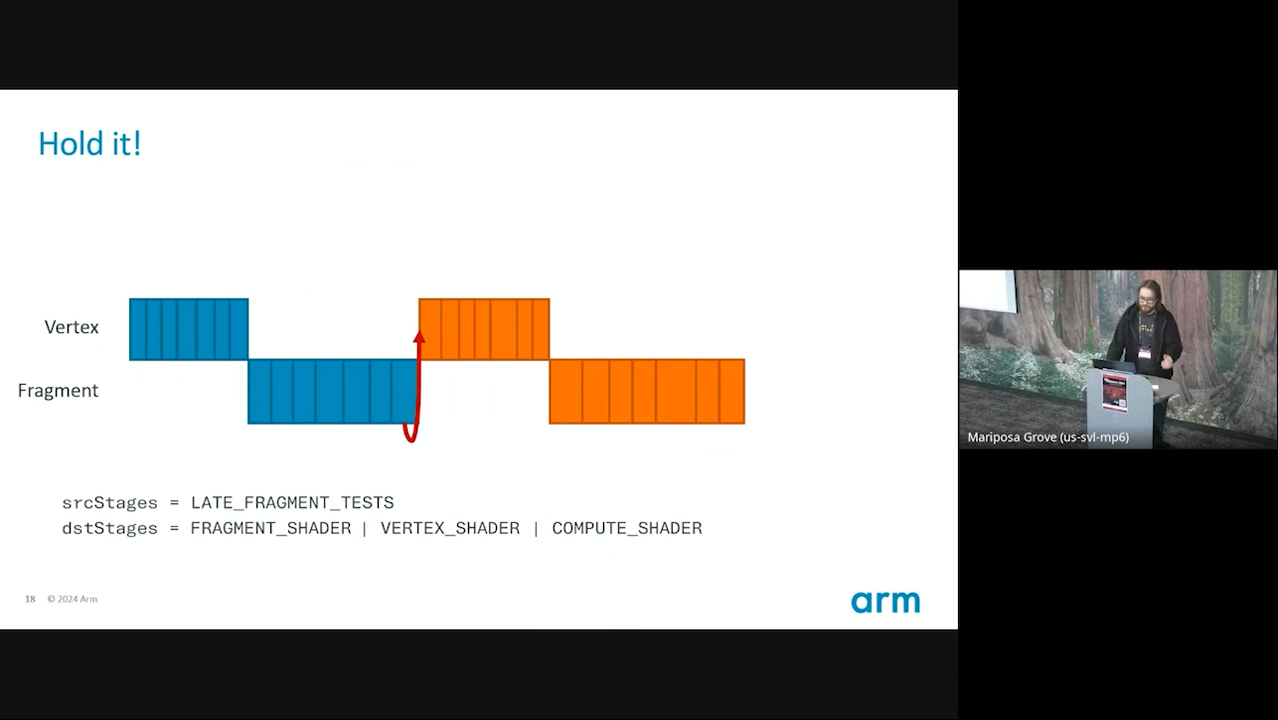 Hold it!
Vertex
Fragment
srcStages = LATE_FRAGMENT_TESTS
dstStages = FRAGMENT_SHADER | VERTEX_SHADER | COMPUTE_SHADER
18 © 2024 Arm
arm
Mariposa Grove (us-svl-mp6)